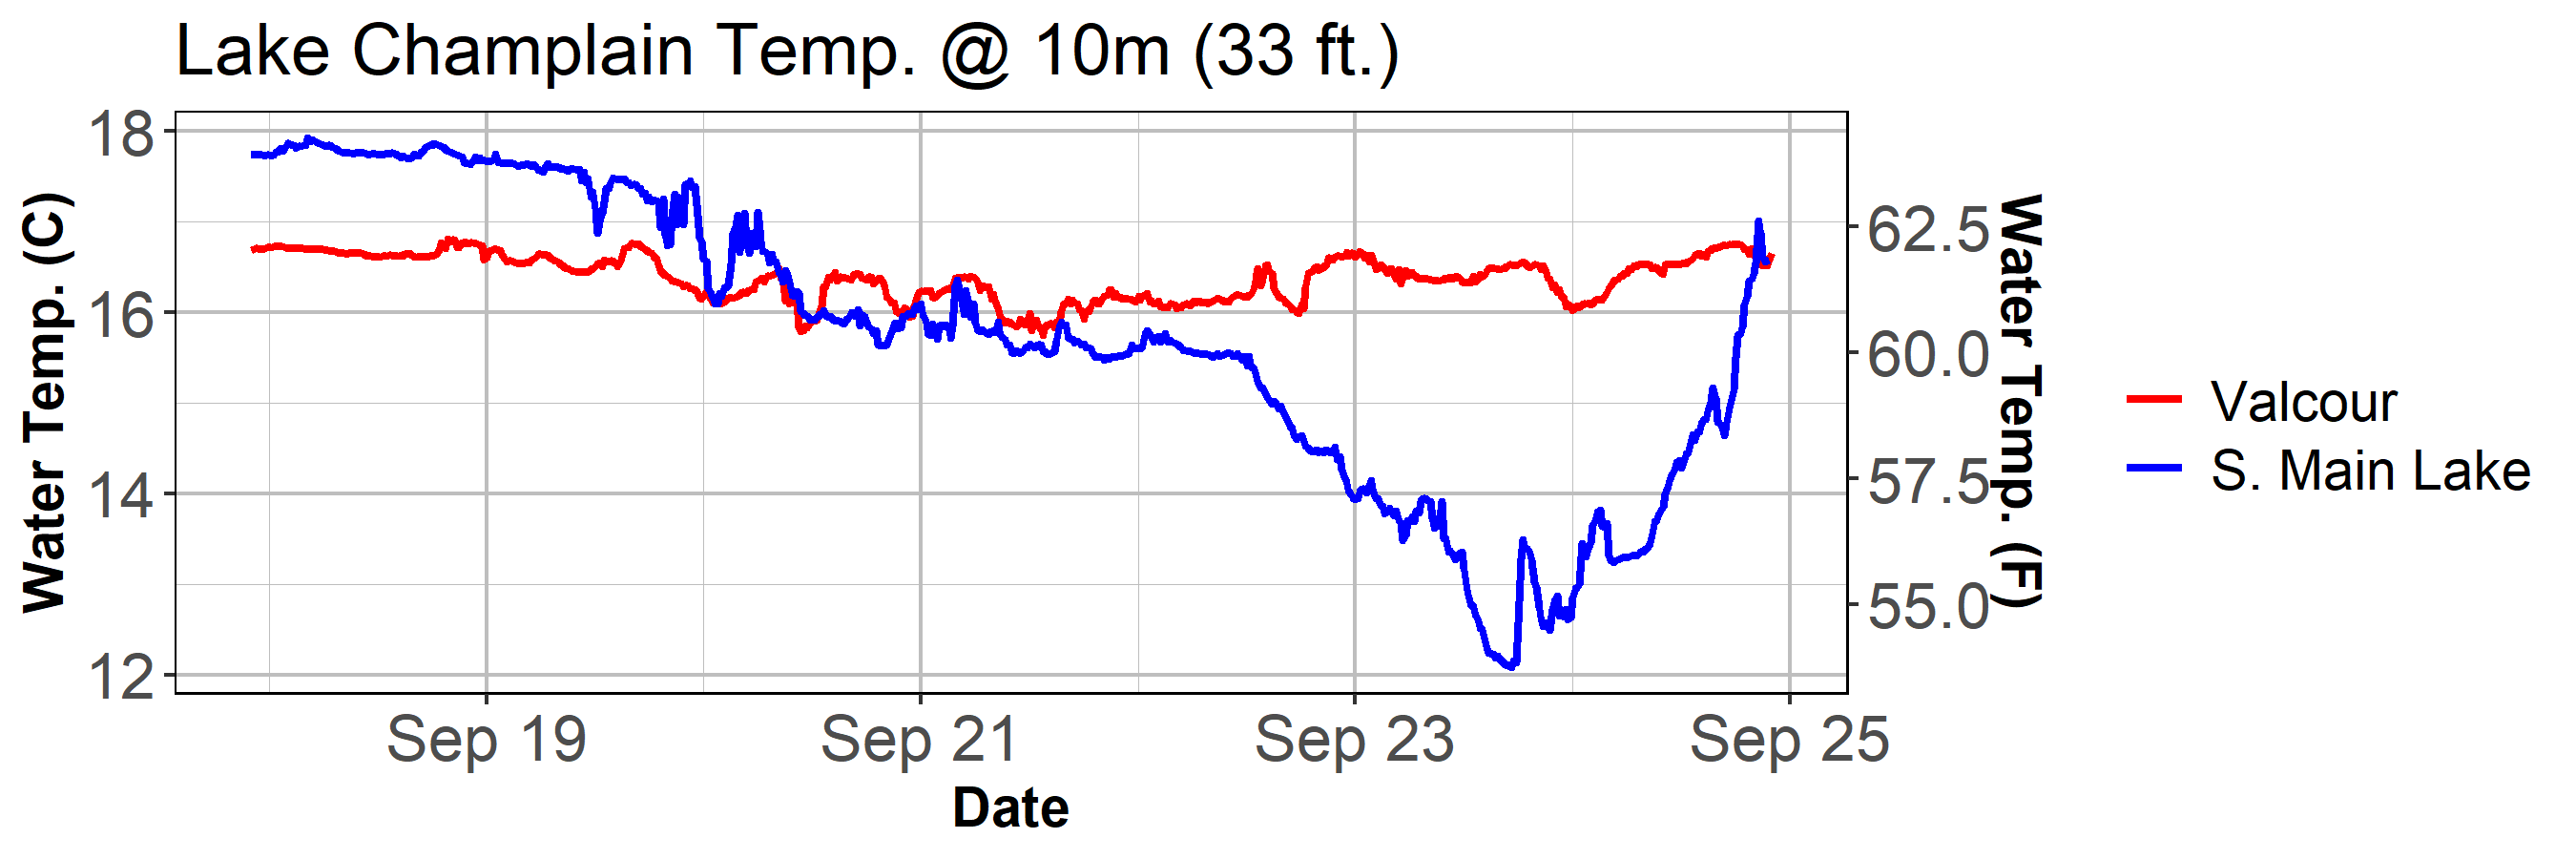 Lake Champlain Temp. @ 10m (33 ft.)
Water Temp. (C)
18
16
14
12
62.5
60.0
57.5
55.0
Water Temp. (F)
Sep 19
Sep 21
Sep 23
Sep 25
Date
Valcour
S. Main Lake